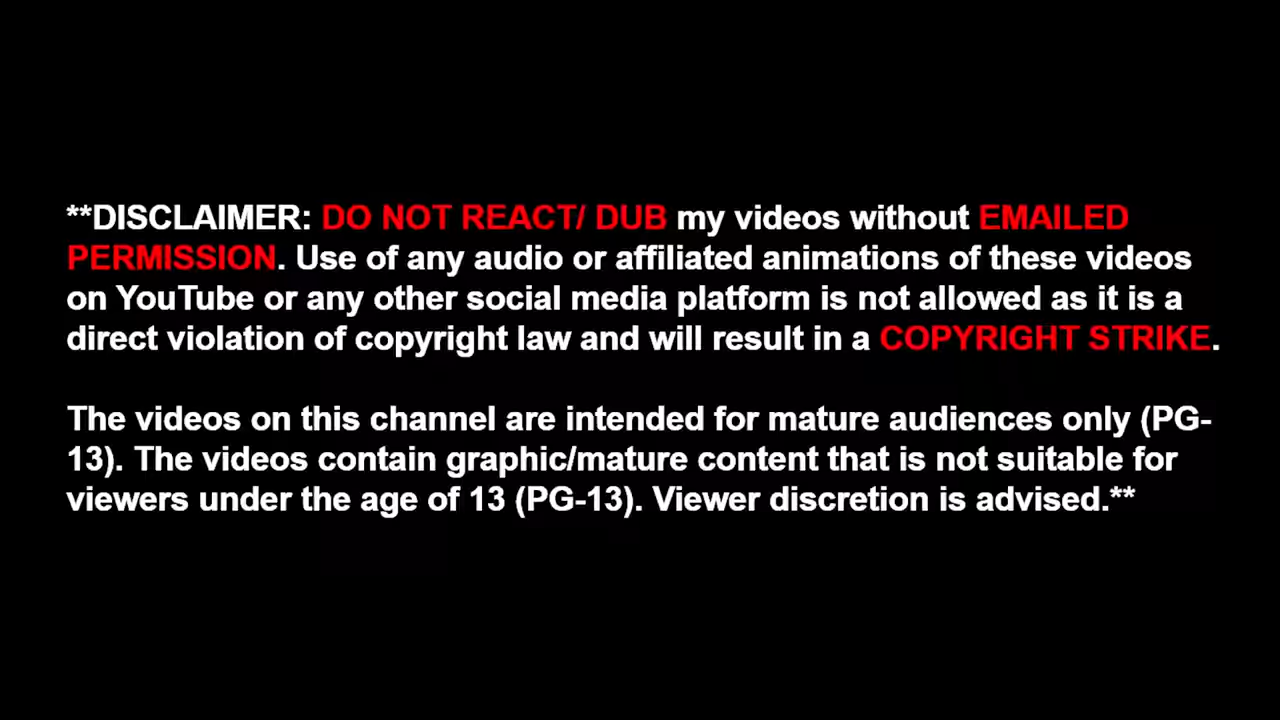 **DISCLAIMER: DO NOT REACT/ DUB my videos without EMAILED
PERMISSION. Use of any audio or affiliated animations of these videos
on YouTube or any other social media platform is not allowed as it is a
direct violation of copyright law and will result in a COPYRIGHT STRIKE.
The videos on this channel are intended for mature audiences only (PG-
13). The videos contain graphic/mature content that is not suitable for
viewers under the age of 13 (PG-13). Viewer discretion is advised.**